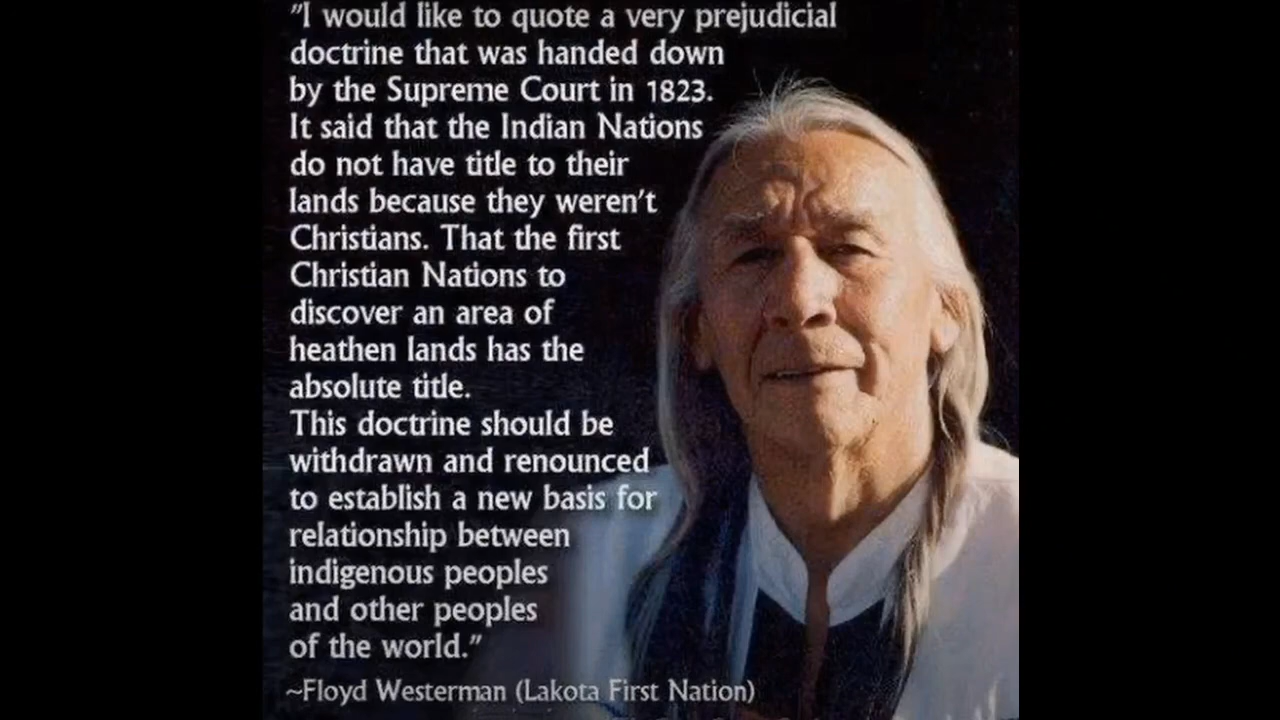 "I would like to quote a very prejudicial
doctrine that was handed down
by the Supreme Court in 1823.
It said that the Indian Nations
do not have title to their
lands because they weren't
Christians. That the first
Christian Nations to
discover an area of
heathen lands has the
absolute title.
This doctrine should be
withdrawn and renounced
to establish a new basis for
relationship between
indigenous peoples
and other peoples
of the world."
~Floyd Westerman (Lakota First Nation)